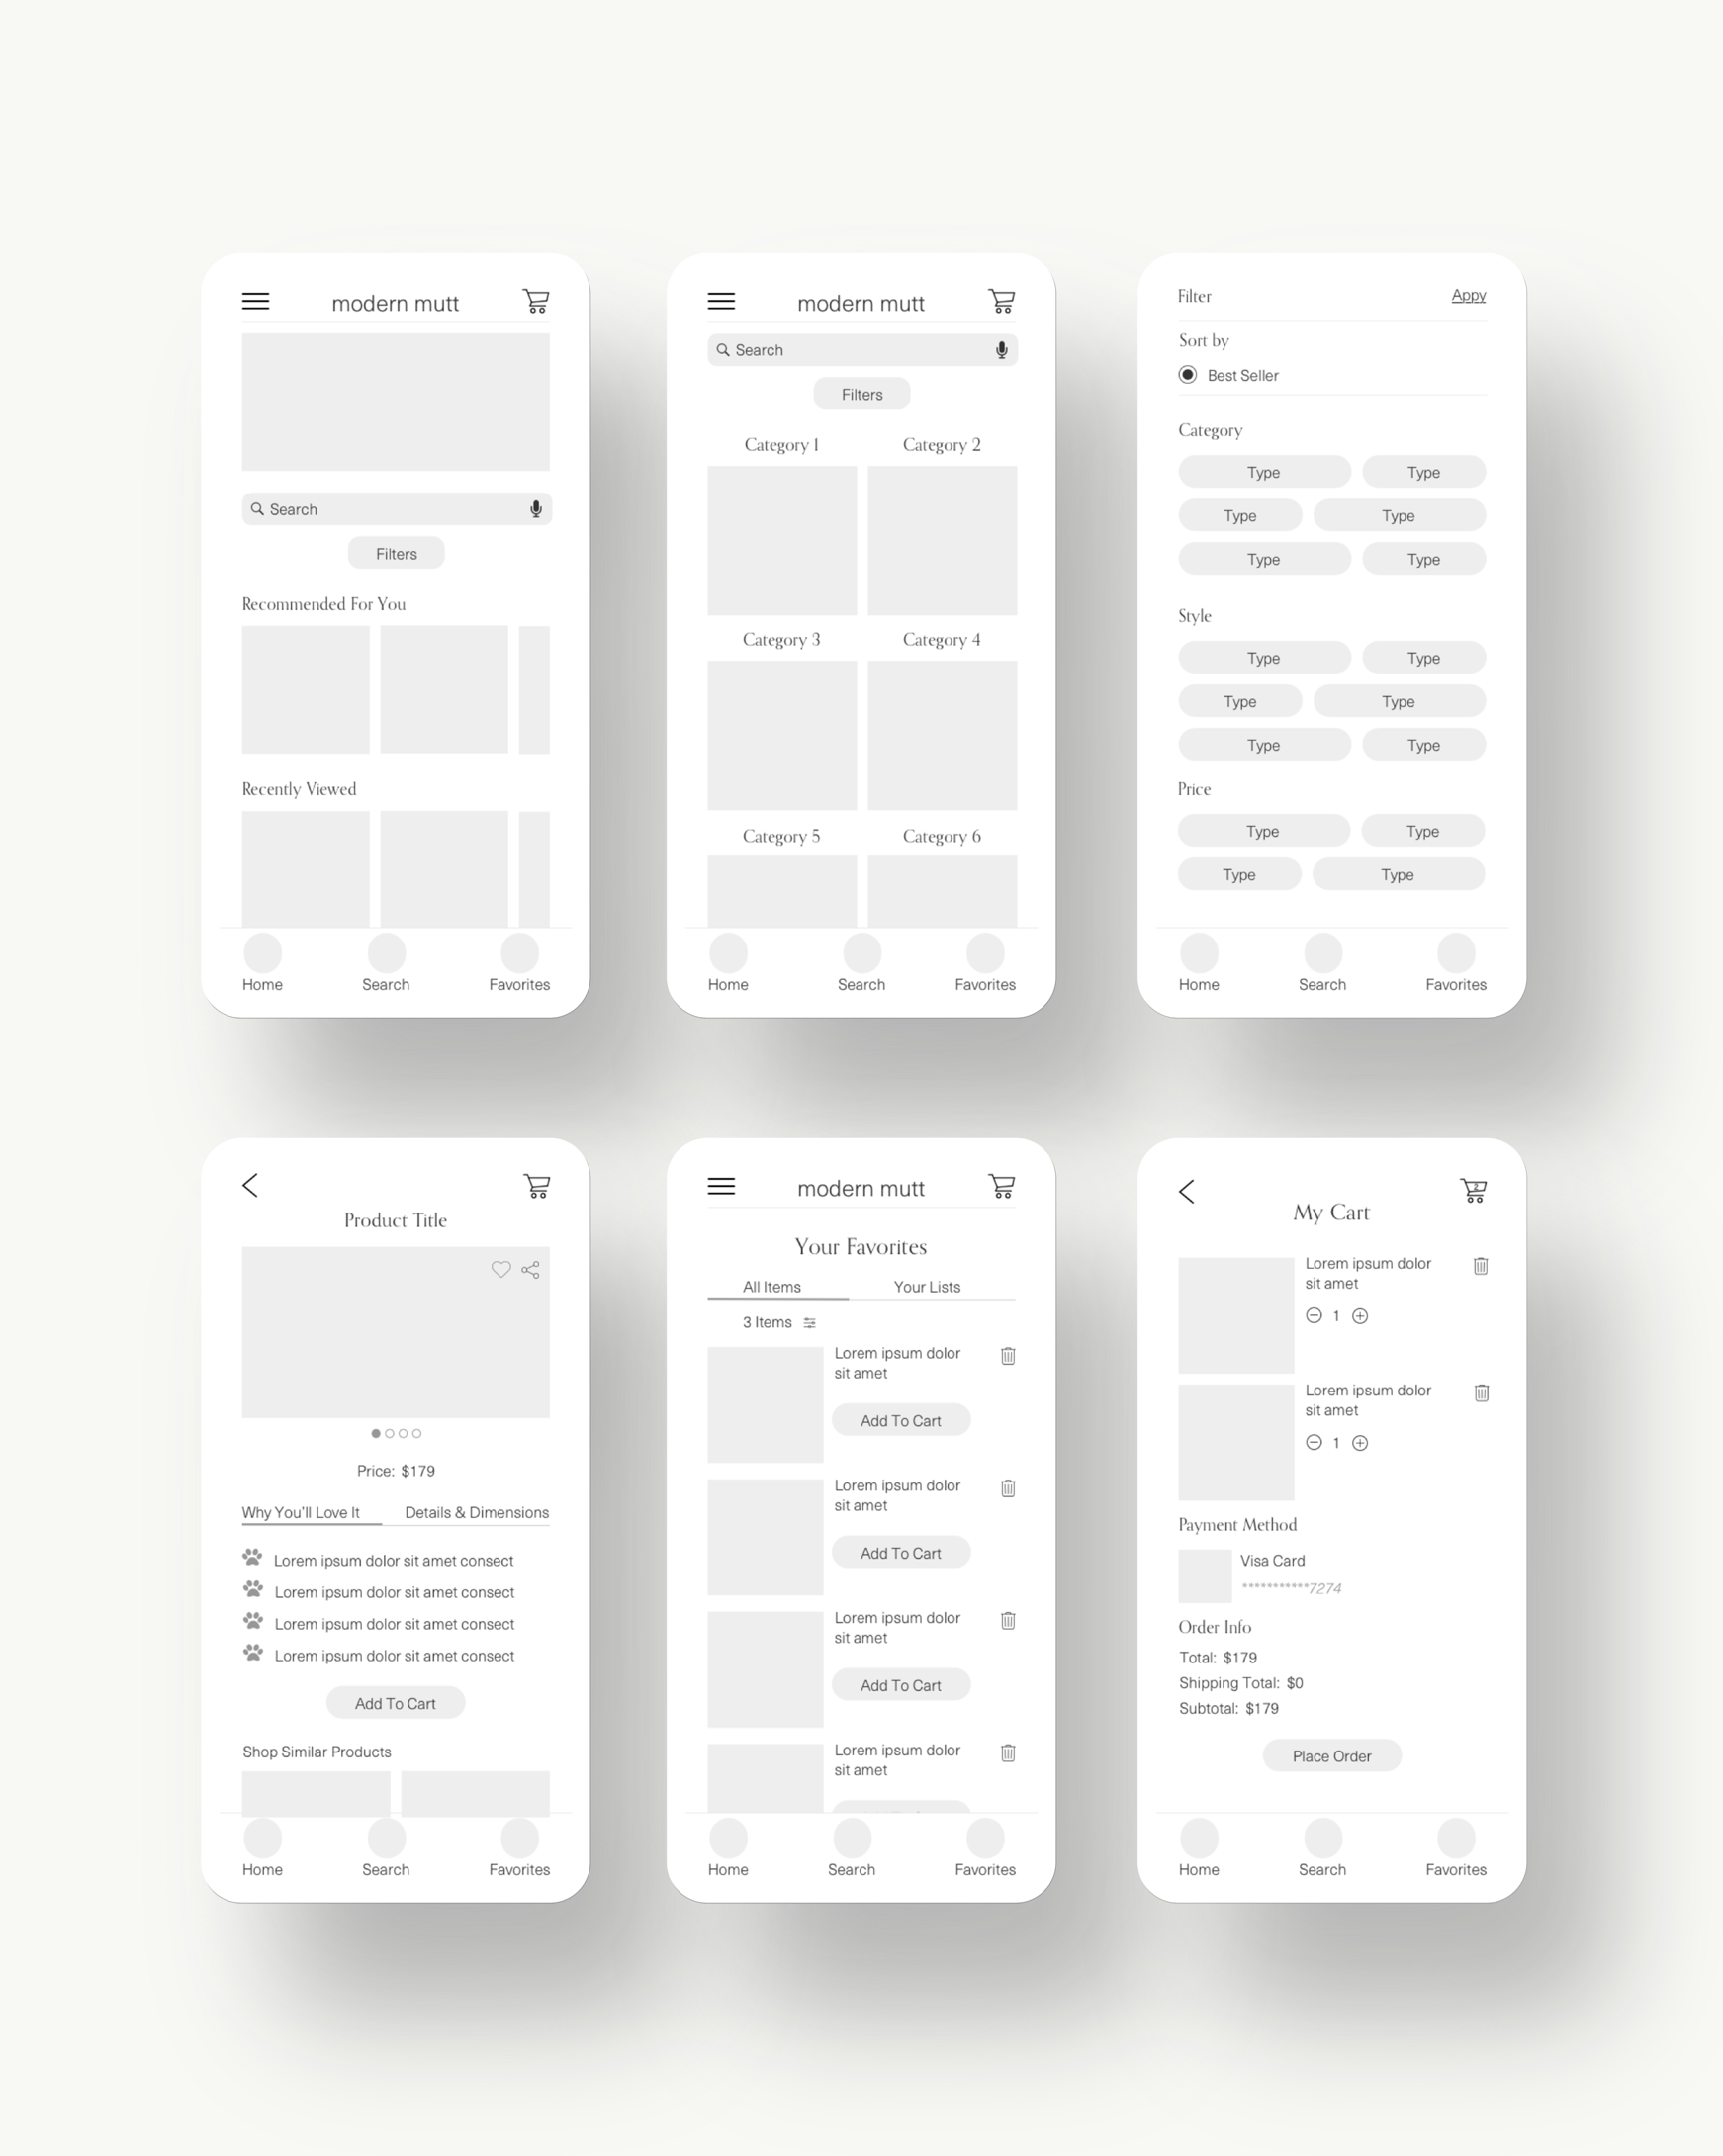 modern mutt
Search
Filters
Recommended For You
Recently Viewed
Home Search Favorites
modern mutt
Search
Filters
Category 1 Category 2
Category 3 Category 4
Category 5 Category 6
Home Search Favorites
Filter Appy
Sort by
Best Seller
Category
Type Type
Type Type
Type Type
Style
Type Type
Type Type
Type Type
Price
Type Type
Type Type
Home Search Favorites
Product Title
Price: $179
Why You'll Love It Details & Dimensions
Lorem ipsum dolor sit amet consect
Lorem ipsum dolor sit amet consect
Lorem ipsum dolor sit amet consect
Lorem ipsum dolor sit amet consect
Add To Cart
Shop Similar Products
Home Search Favorites
modern mutt
Your Favorites
All Items Your Lists
3 Items
Lorem ipsum dolor
sit amet
Add To Cart
Lorem ipsum dolor
sit amet
Add To Cart
Lorem ipsum dolor
sit amet
Add To Cart
Lorem ipsum dolor
sit amet
Home Search Favorites
2
My Cart
Lorem ipsum dolor
sit amet
1
Lorem ipsum dolor
sit amet
1
Payment Method
Visa Card
***********7274
Order Info
Total: $179
Shipping Total: $0
Subtotal: $179
Place Order
Home Search Favorites